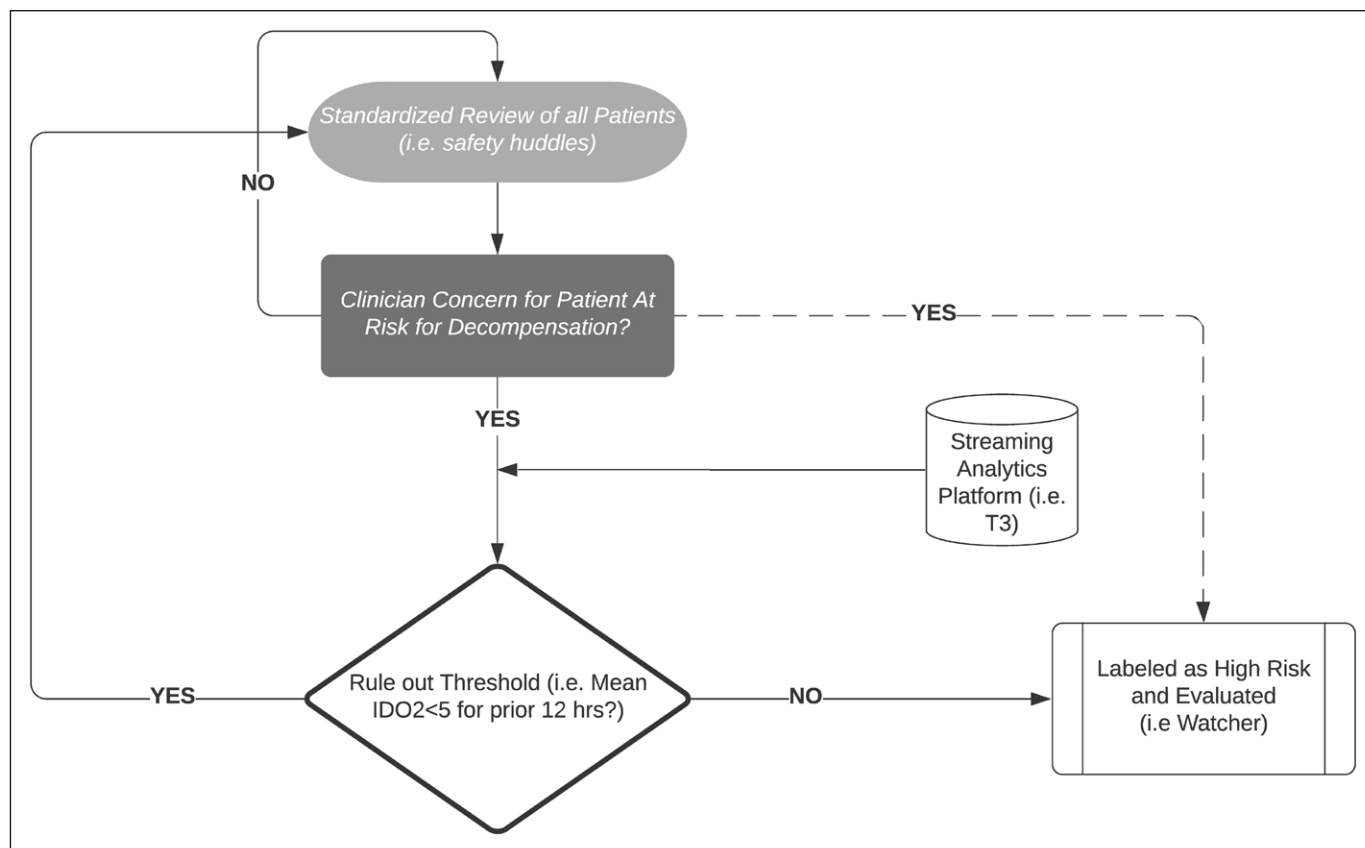 Standardized Review of all Patients
(i.e. safety huddles)
NO
Clinician Concern for Patient At
Risk for Decompensation?
YES
YES
Streaming
Analytics
Platform (i.e.
T3)
Rule out Threshold (i.e. Mean
IDO2<5 for prior 12 hrs?)
YES
NO
Labeled as High Risk
and Evaluated
(i.e Watcher)